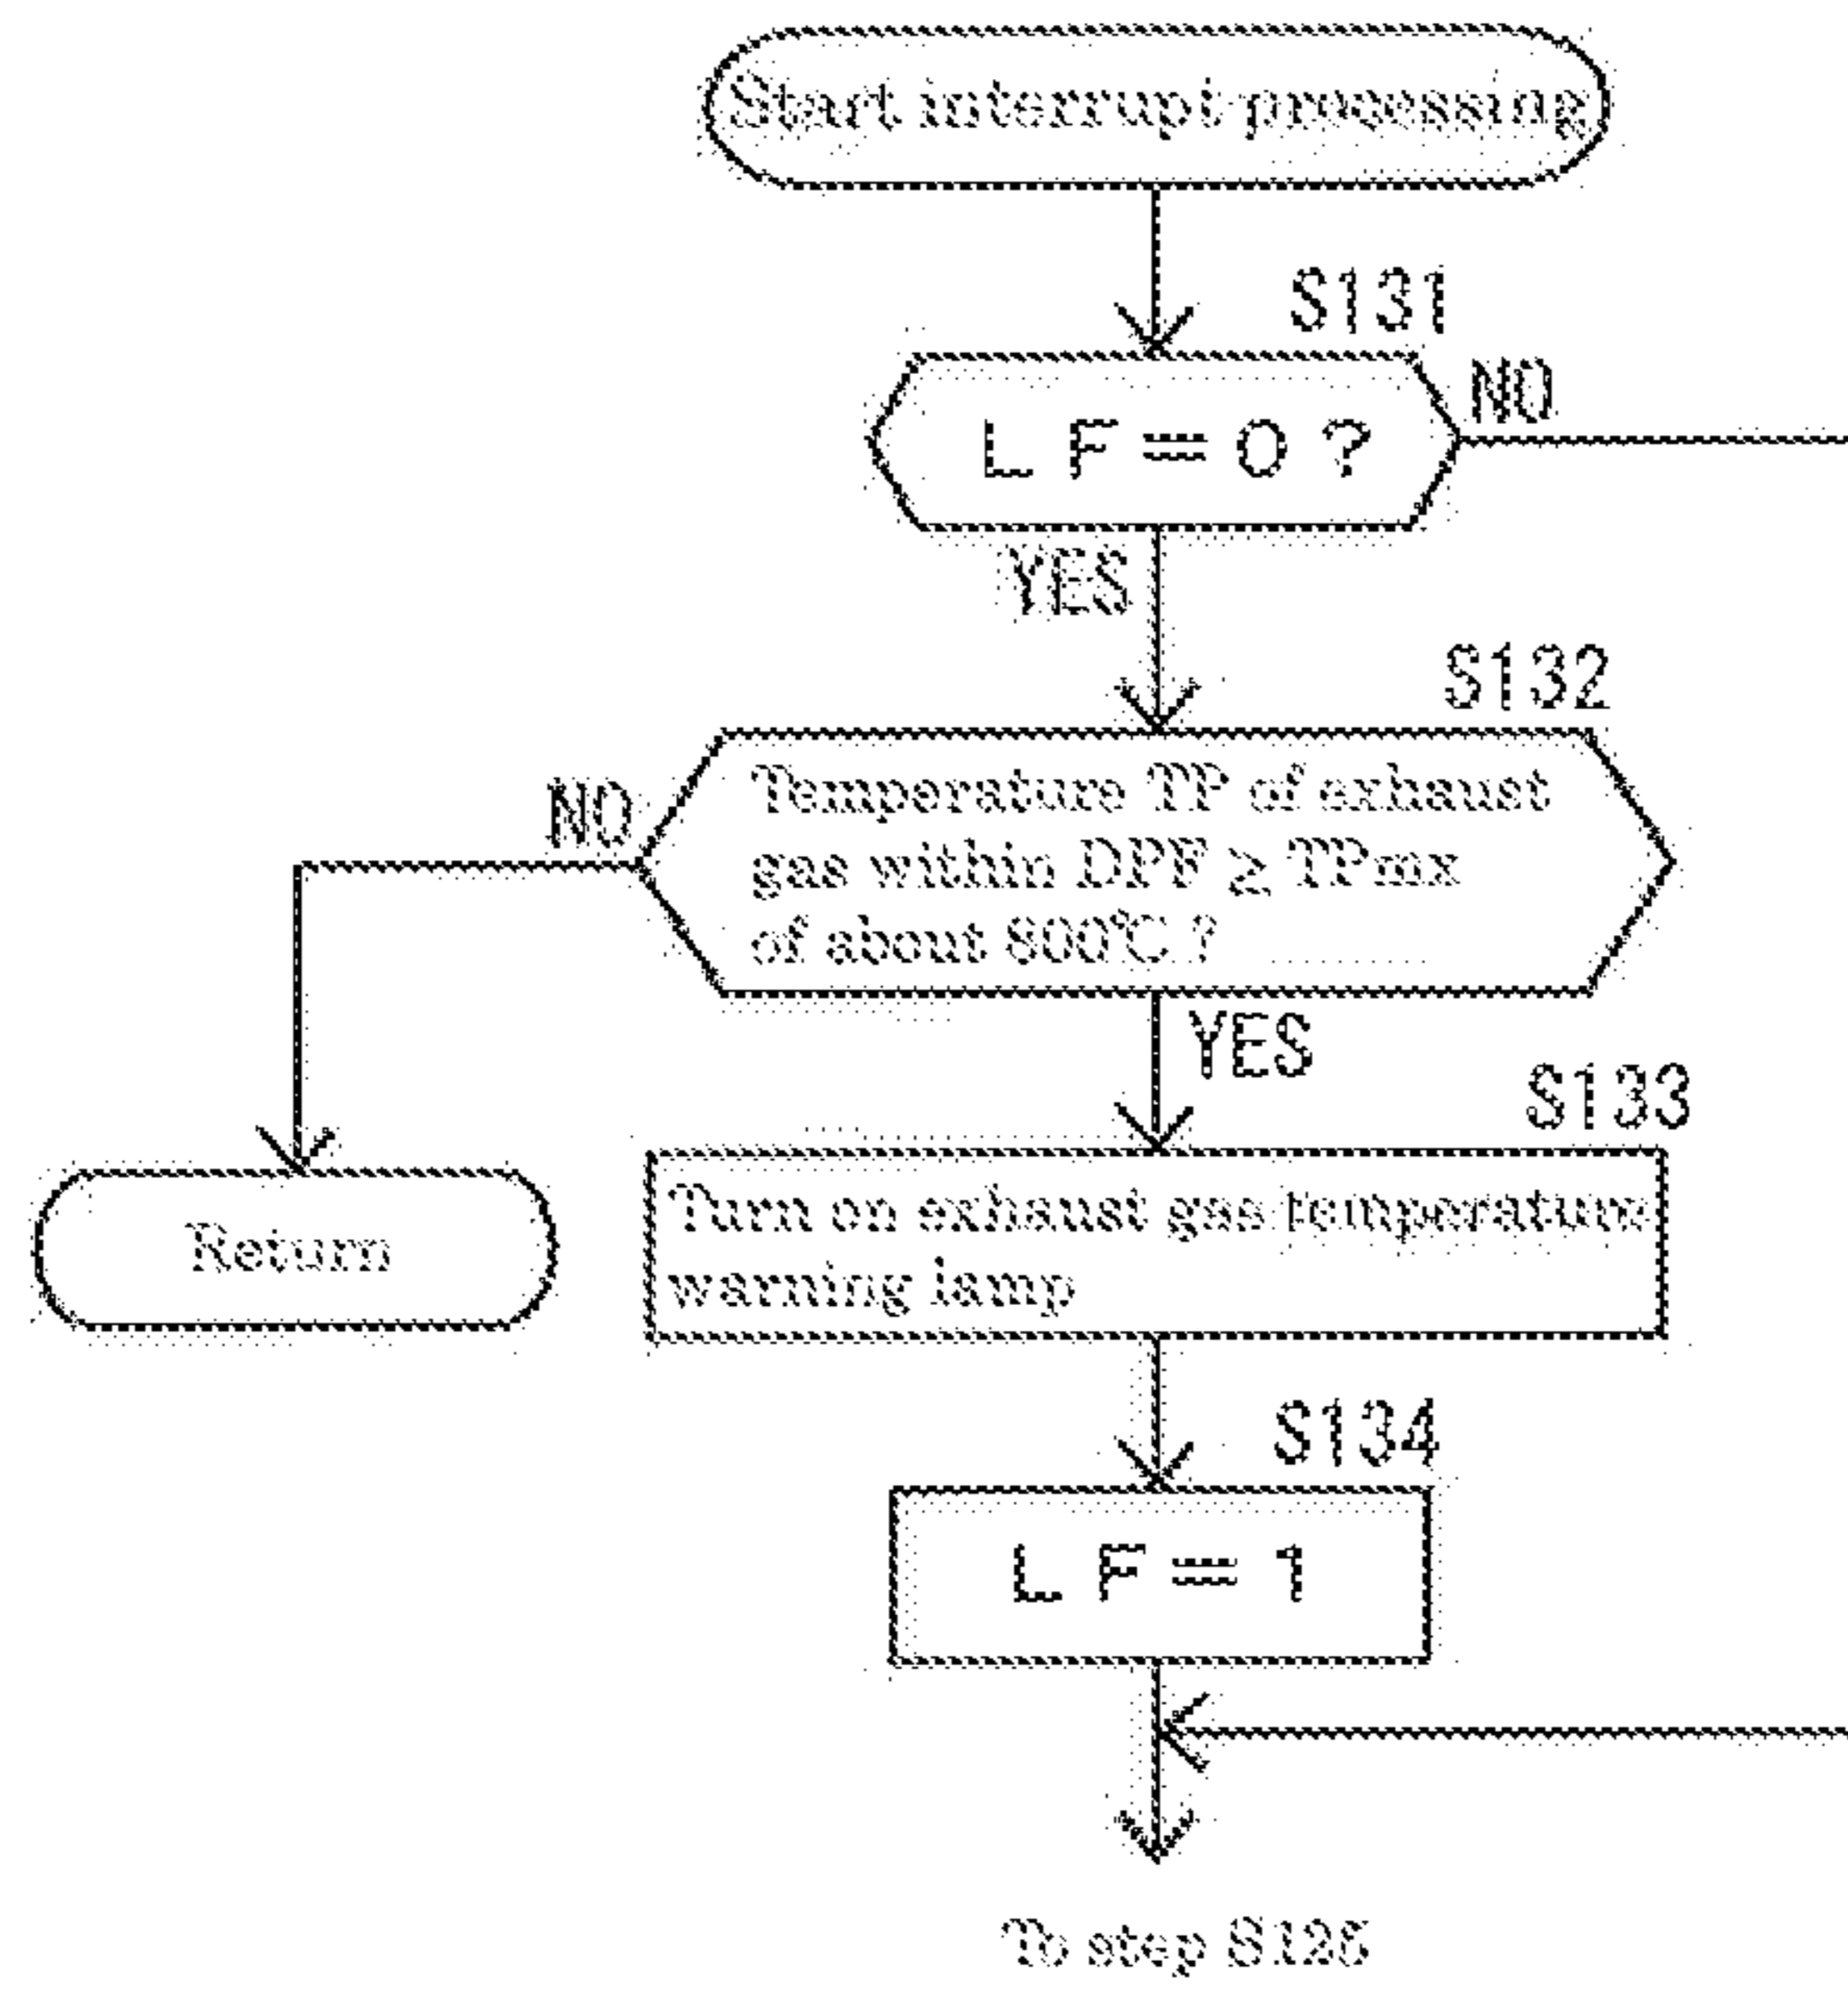 Start interrupt processing
S131
LF=0?
NO
YES
S132
NO
Temperature TP of exhaust
gas within DPF ≥ TPmx
of about 800℃?
YES
S133
Turn on exhaust gas temperature
warning lamp
Return
S134
LF=1
To step S125